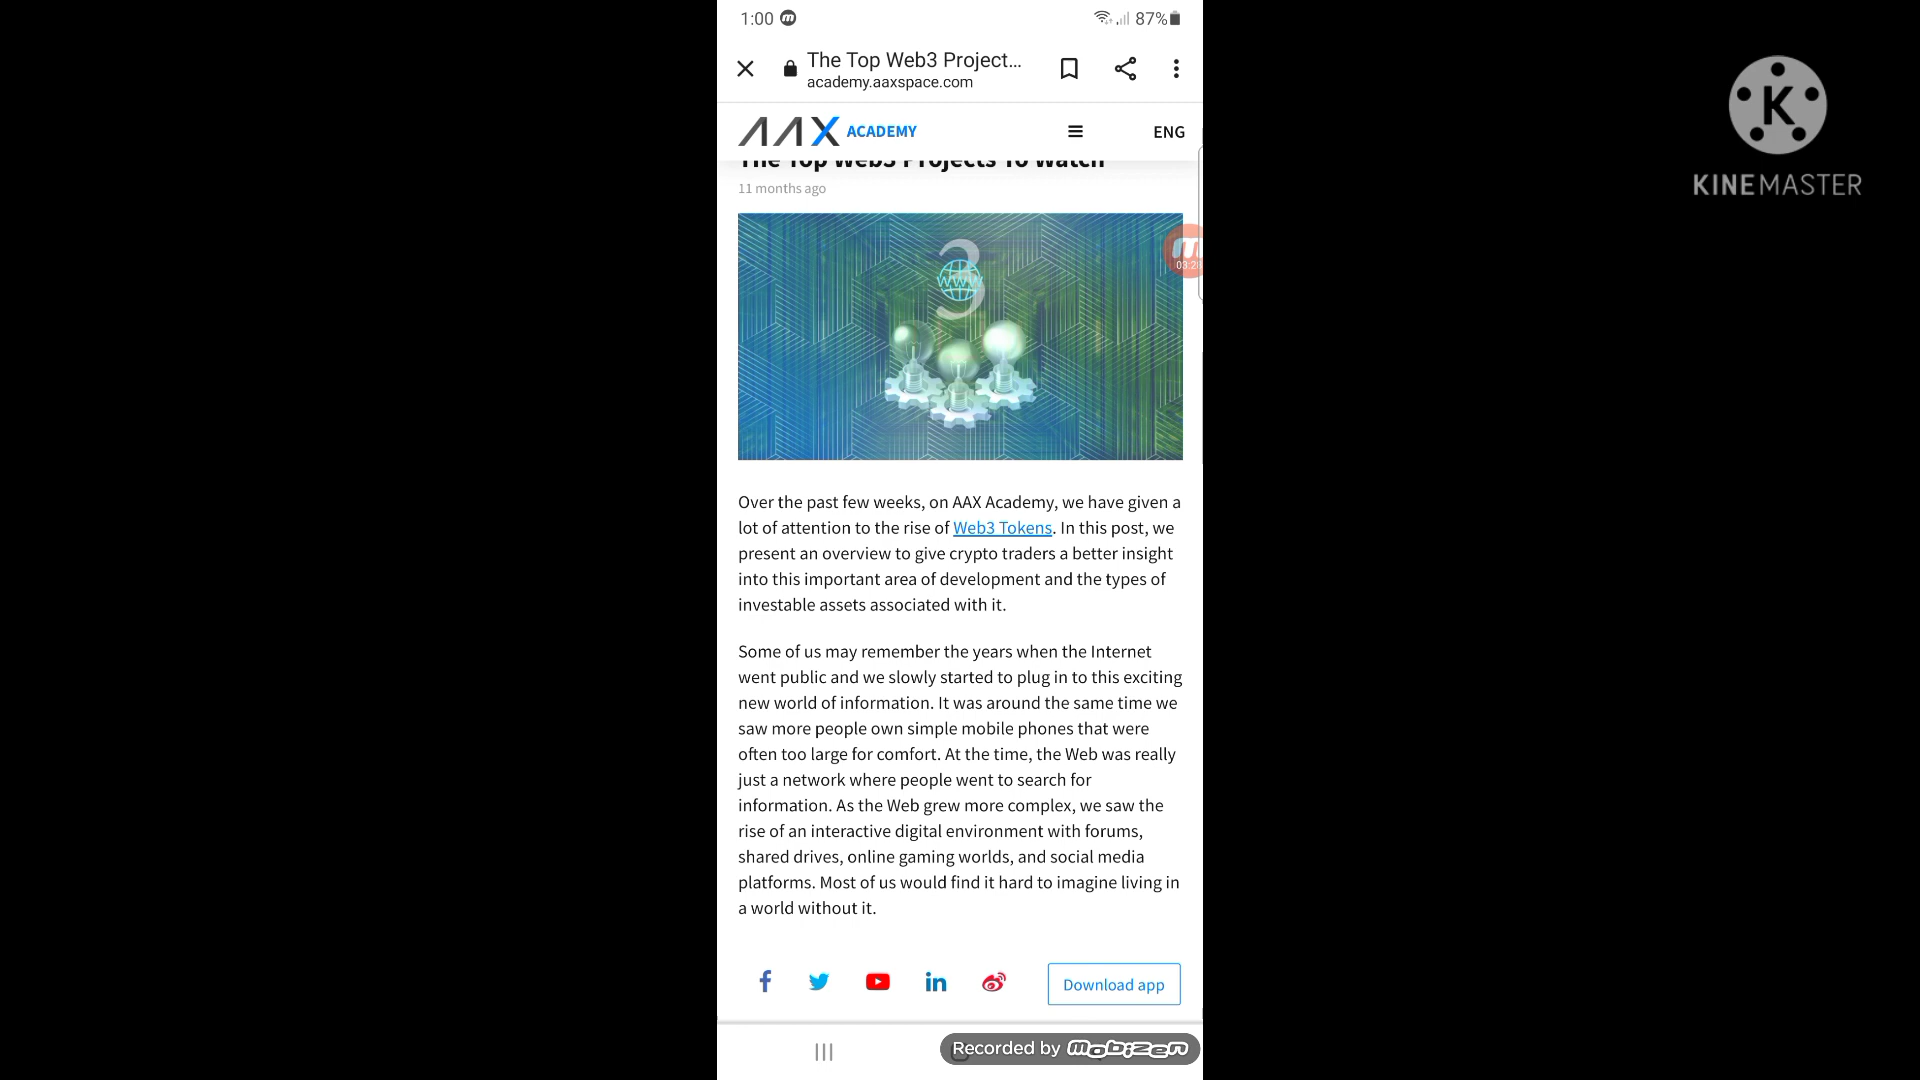 1:00
87%
The Top Web3 Project...
academy.aaxspace.com
KINEMASTER
AAX ACADEMY
ENG
The Top Web3 Projects To Watch
11 months ago
3
WWW
Over the past few weeks, on AAX Academy, we have given a
lot of attention to the rise of Web3 Tokens. In this post, we
present an overview to give crypto traders a better insight
into this important area of development and the types of
investable assets associated with it.
Some of us may remember the years when the Internet
went public and we slowly started to plug in to this exciting
new world of information. It was around the same time we
saw more people own simple mobile phones that were
often too large for comfort. At the time, the Web was really
just a network where people went to search for
information. As the Web grew more complex, we saw the
rise of an interactive digital environment with forums,
shared drives, online gaming worlds, and social media
platforms. Most of us would find it hard to imagine living in
a world without it.
Download app
Recorded by mobizen